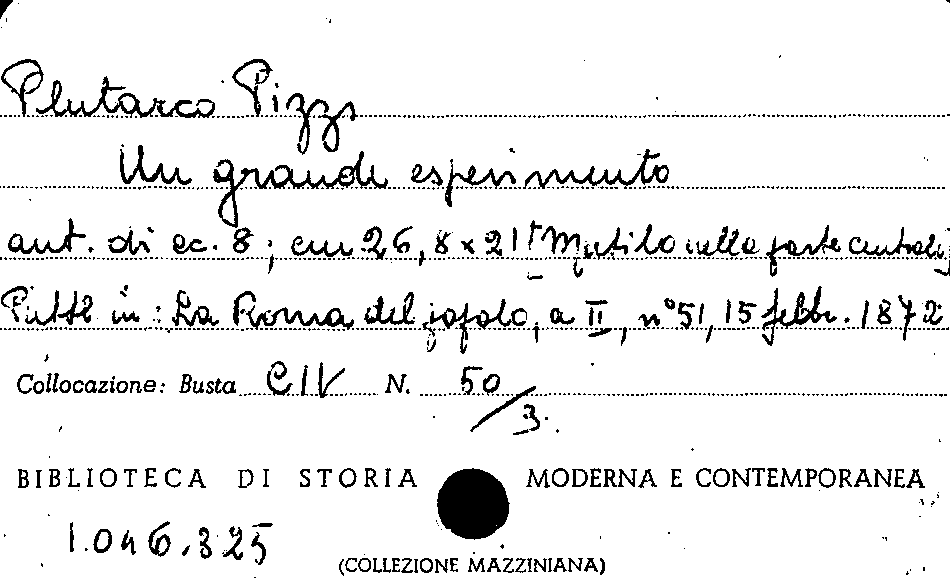 Plutarco Pizzi
Un grande esperimento
aut. di cc. 8; cm 26,8x21 [Mutilo nella parte centrale]
Pubbl in: La Roma del popolo, a II, n° 51, 15 febbr. 1872
Collocazione: Busta CIV N. 50/3.
BIBLIOTECA DI STORIA MODERNA E CONTEMPORANEA
1.046.325
(COLLEZIONE MAZZINIANA)